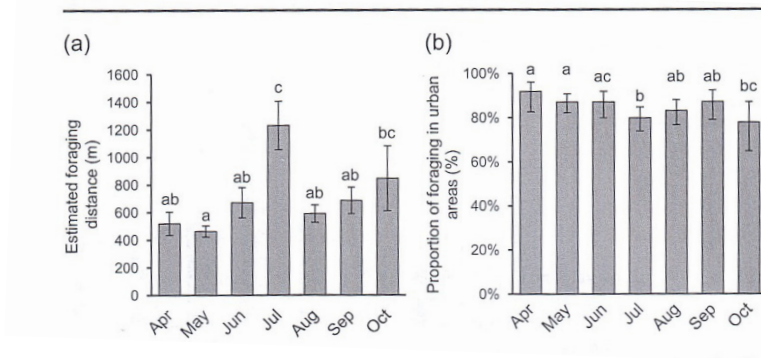 (a)
Estimated foraging
distance (m)
1600
1400
1200
1000
800
600
400
200
0
ab
a
ab
c
ab
ab
bc
Apr
May
Jun
Jul
Aug
Sep
Oct
(b)
Proportion of foraging in urban
areas (%)
100%
80%
60%
40%
20%
0%
a
a
ac
b
ab
ab
bc
Apr
May
Jun
Jul
Aug
Sep
Oct